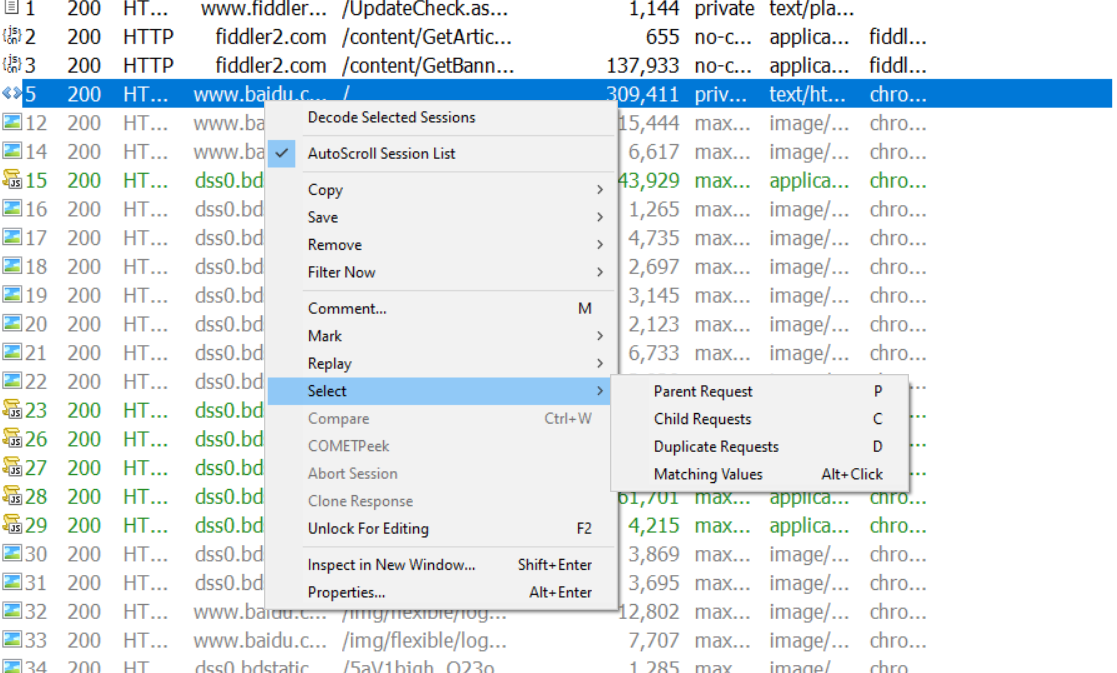 1 200 HT... www.fiddler... /UpdateCheck.as... 1,144 private text/pla...
2 200 HTTP fiddler2.com /content/GetArtic... 655 no-c... applica... fiddl...
3 200 HTTP fiddler2.com /content/GetBann... 137,933 no-c... applica... fiddl...
5 200 HT... www.baidu.c... / 309,411 priv... text/ht... chro...
12 200 HT... www.ba 15,444 max... image/... chro...
14 200 HT... www.ba 6,617 max... image/... chro...
15 200 HT... dss0.bd 43,929 max... applica... chro...
16 200 HT... dss0.bd 1,265 max... image/... chro...
17 200 HT... dss0.bd 4,735 max... image/... chro...
18 200 HT... dss0.bd 2,697 max... image/... chro...
19 200 HT... dss0.bd 3,145 max... image/... chro...
20 200 HT... dss0.bd 2,123 max... image/... chro...
21 200 HT... dss0.bd 6,733 max... image/... chro...
22 200 HT... dss0.bd
23 200 HT... dss0.bd
26 200 HT... dss0.bd
27 200 HT... dss0.bd
28 200 HT... dss0.bd 61,701 max... applica... chro...
29 200 HT... dss0.bd 4,215 max... applica... chro...
30 200 HT... dss0.bd 3,869 max... image/... chro...
31 200 HT... dss0.bd 3,695 max... image/... chro...
32 200 HT... www.baidu.c... /img/flexible/log... 12,802 max... image/... chro...
33 200 HT... www.baidu.c... /img/flexible/log... 7,707 max... image/... chro...
34 200 HT dss0.bdstatic /5aV1bjqh_Q23o 1,285 max image/ chro
Decode Selected Sessions
AutoScroll Session List
Copy
Save
Remove
Filter Now
Comment... M
Mark
Replay
Select
Compare Ctrl+W
COMETPeek
Abort Session
Clone Response
Unlock For Editing F2
Inspect in New Window... Shift+Enter
Properties... Alt+Enter
Parent Request P
Child Requests C
Duplicate Requests D
Matching Values Alt+Click